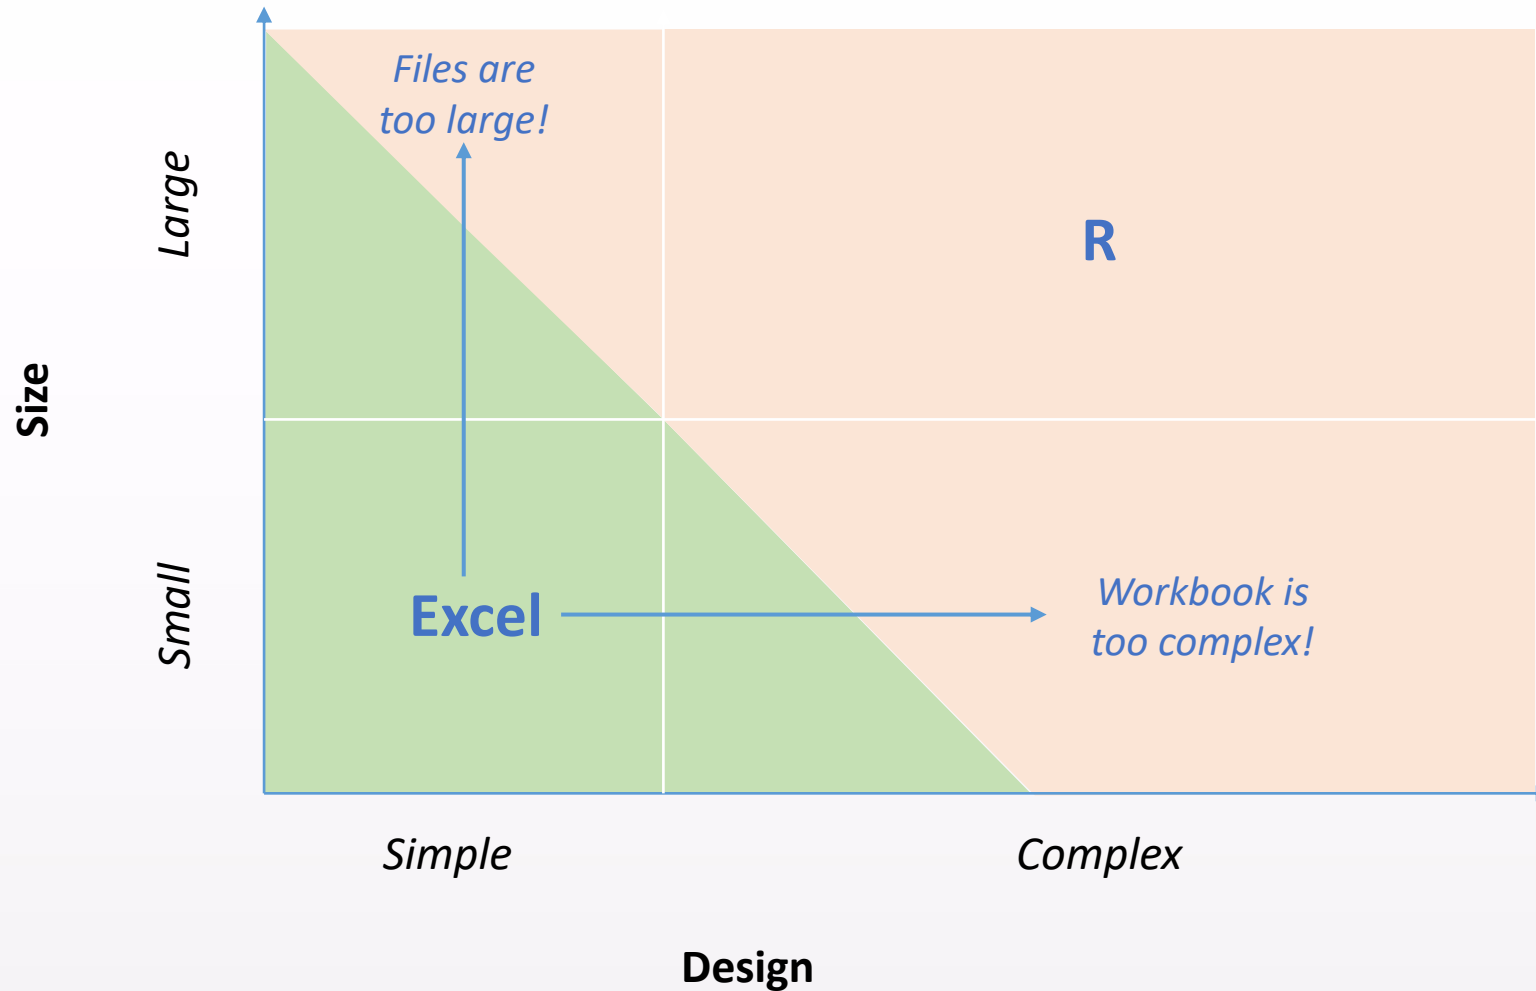 Files are
too large!
Large
R
Size
Small
Excel
Workbook is
too complex!
Simple
Complex
Design